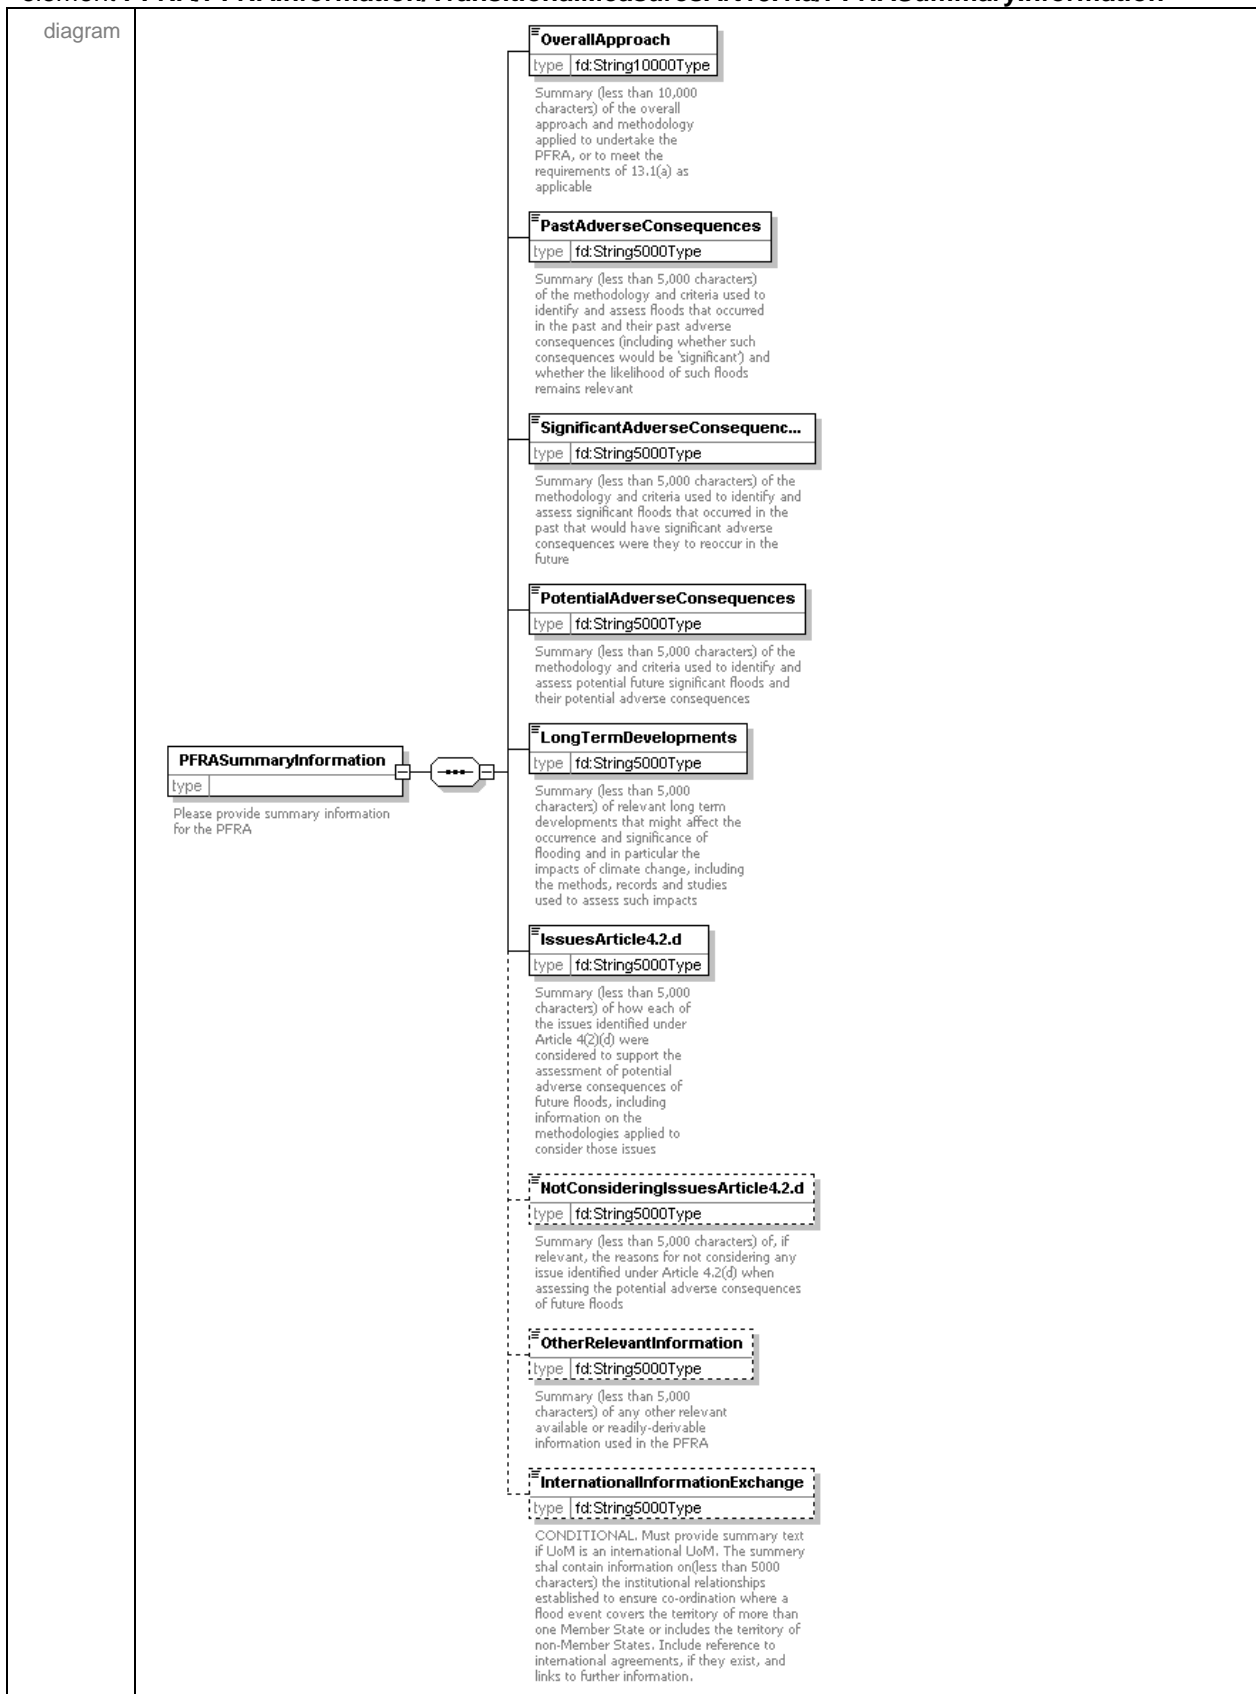 diagram
OverallApproach
type fd:String10000Type
Summary (less than 10,000
characters) of the overall
approach and methodology
applied to undertake the
PFRA, or to meet the
requirements of 13.1(a) as
applicable
PastAdverseConsequences
type fd:String5000Type
Summary (less than 5,000 characters)
of the methodology and criteria used to
identify and assess floods that occurred
in the past and their past adverse
consequences (including whether such
consequences would be 'significant') and
whether the likelihood of such floods
remains relevant
SignificantAdverseConsequenc...
type fd:String5000Type
Summary (less than 5,000 characters) of the
methodology and criteria used to identify and
assess significant floods that occurred in the
past that would have significant adverse
consequences were they to reoccur in the
future
PotentialAdverseConsequences
type fd:String5000Type
Summary (less than 5,000 characters) of the
methodology and criteria used to identify and
assess potential future significant floods and
their potential adverse consequences
PFRASummaryInformation
type
Please provide summary information
for the PFRA
LongTermDevelopments
type fd:String5000Type
Summary (less than 5,000
characters) of relevant long term
developments that might affect the
occurrence and significance of
flooding and in particular the
impacts of climate change, including
the methods, records and studies
used to assess such impacts
IssuesArticle4.2.d
type fd:String5000Type
Summary (less than 5,000
characters) of how each of
the issues identified under
Article 4(2)(d) were
considered to support the
assessment of potential
adverse consequences of
future floods, including
information on the
methodologies applied to
consider those issues
NotConsideringIssuesArticle4.2.d
type fd:String5000Type
Summary (less than 5,000 characters) of, if
relevant, the reasons for not considering any
issue identified under Article 4.2(d) when
assessing the potential adverse consequences
of future floods
OtherRelevantInformation
type fd:String5000Type
Summary (less than 5,000
characters) of any other relevant
available or readily-derivable
information used in the PFRA
InternationalInformationExchange
type fd:String5000Type
CONDITIONAL. Must provide summary text
if UoM is an international UoM. The summery
shal contain information on(less than 5000
characters) the institutional relationships
established to ensure co-ordination where a
flood event covers the territory of more than
one Member State or includes the territory of
non-Member States. Include reference to
international agreements, if they exist, and
links to further information.